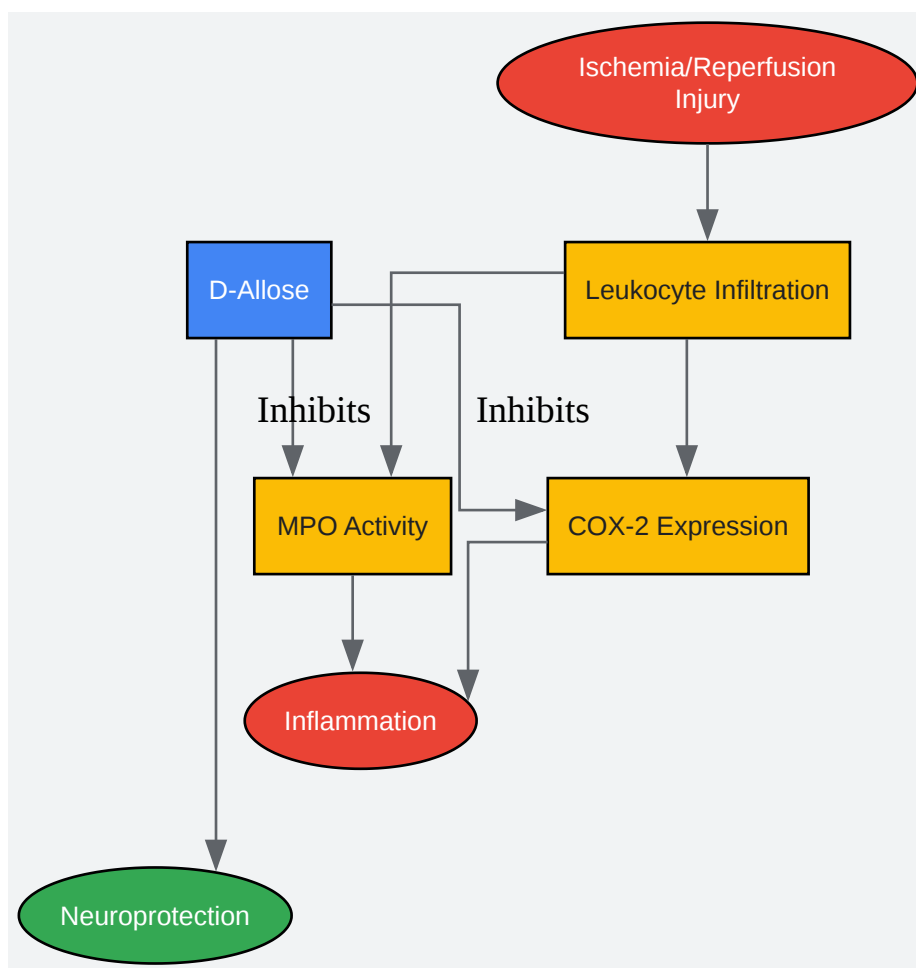 Ischemia/Reperfusion
Injury
D-Allose
Leukocyte Infiltration
Inhibits
Inhibits
MPO Activity
COX-2 Expression
Inflammation
Neuroprotection